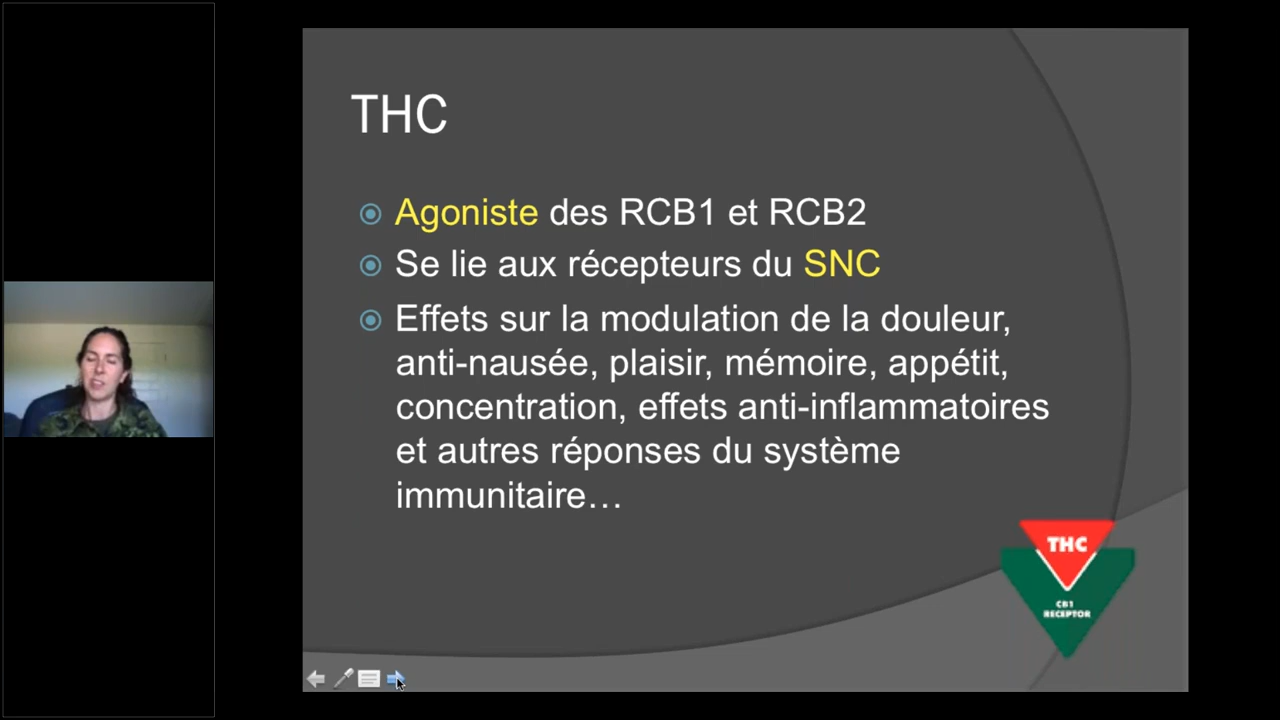 THC
Agoniste des RCB1 et RCB2
Se lie aux récepteurs du SNC
Effets sur la modulation de la douleur,
anti-nausée, plaisir, mémoire, appétit,
concentration, effets anti-inflammatoires
et autres réponses du système
immunitaire…
THC
CB1
RECEPTOR